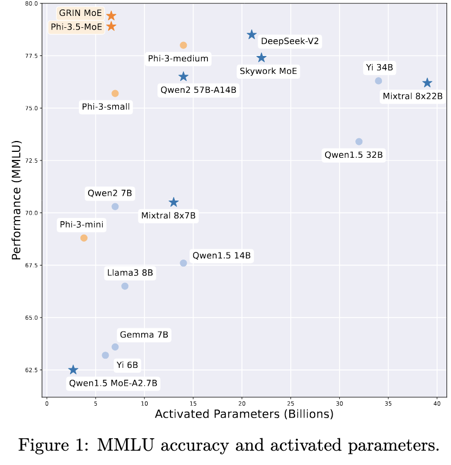 80.0
GRIN MoE
Phi-3.5-MoE
DeepSeek-V2
Phi-3-medium
77.5
Skywork MoE
Yi 34B
Qwen2 57B-A14B
Mixtral 8x22B
Phi-3-small
75.0
Qwen1.5 32B
72.5
Qwen2 7B
Mixtral 8x7B
70.0
Phi-3-mini
Qwen1.5 14B
67.5
Llama3 8B
65.0
Gemma 7B
Yi 6B
62.5
Qwen1.5 MoE-A2.7B
Performance (MMLU)
0 5 10 15 20 25 30 35 40
Activated Parameters (Billions)
Figure 1: MMLU accuracy and activated parameters.